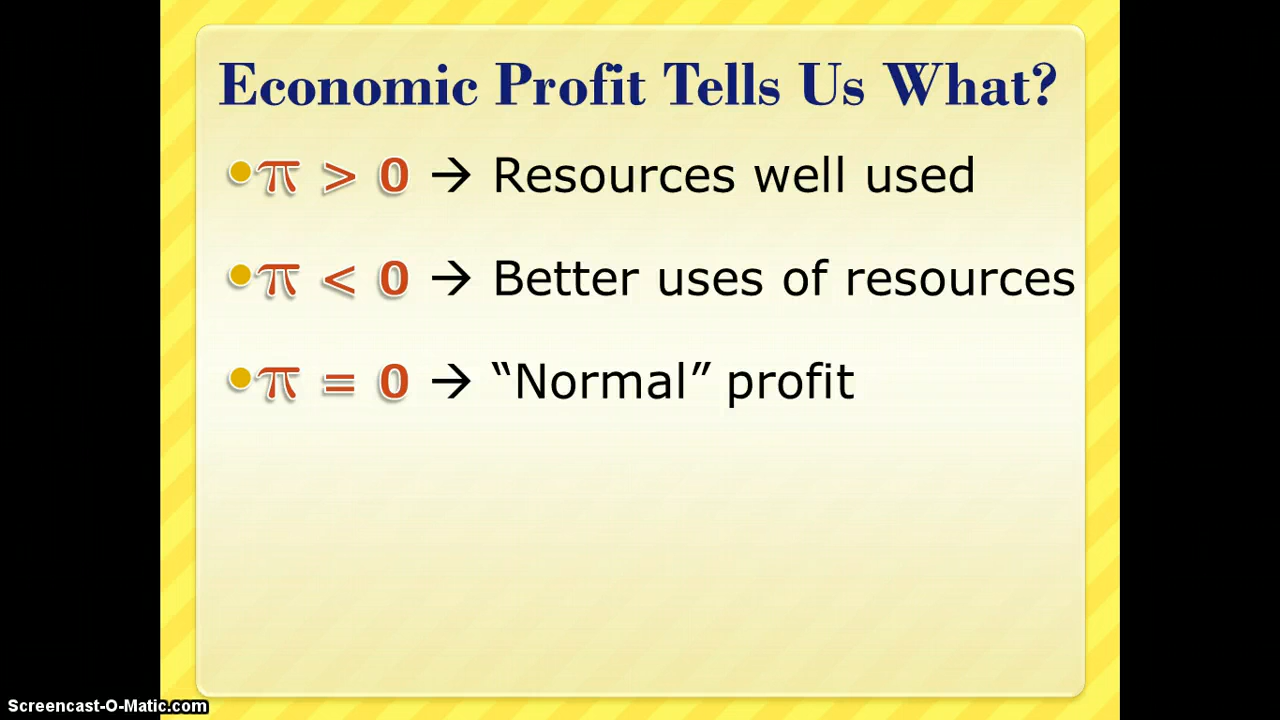 Economic Profit Tells Us What?
•π > 0 → Resources well used
•π < 0 → Better uses of resources
•π = 0 → “Normal” profit
Screencast-O-Matic.com